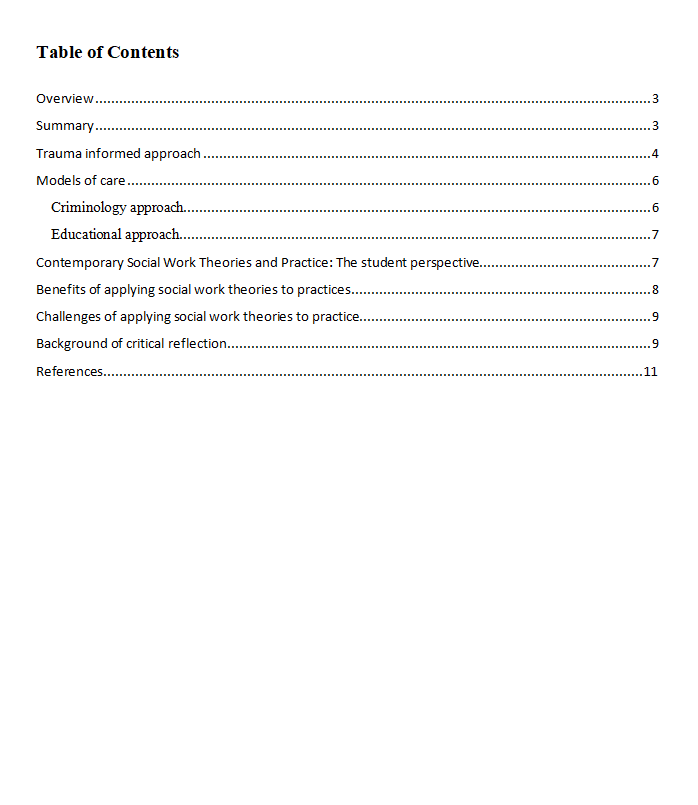 Table of Contents
Overview 3
Summary 3
Trauma informed approach 4
Models of care 6
Criminology approach 6
Educational approach 7
Contemporary Social Work Theories and Practice: The student perspective 7
Benefits of applying social work theories to practices 8
Challenges of applying social work theories to practice 9
Background of critical reflection 9
References 11